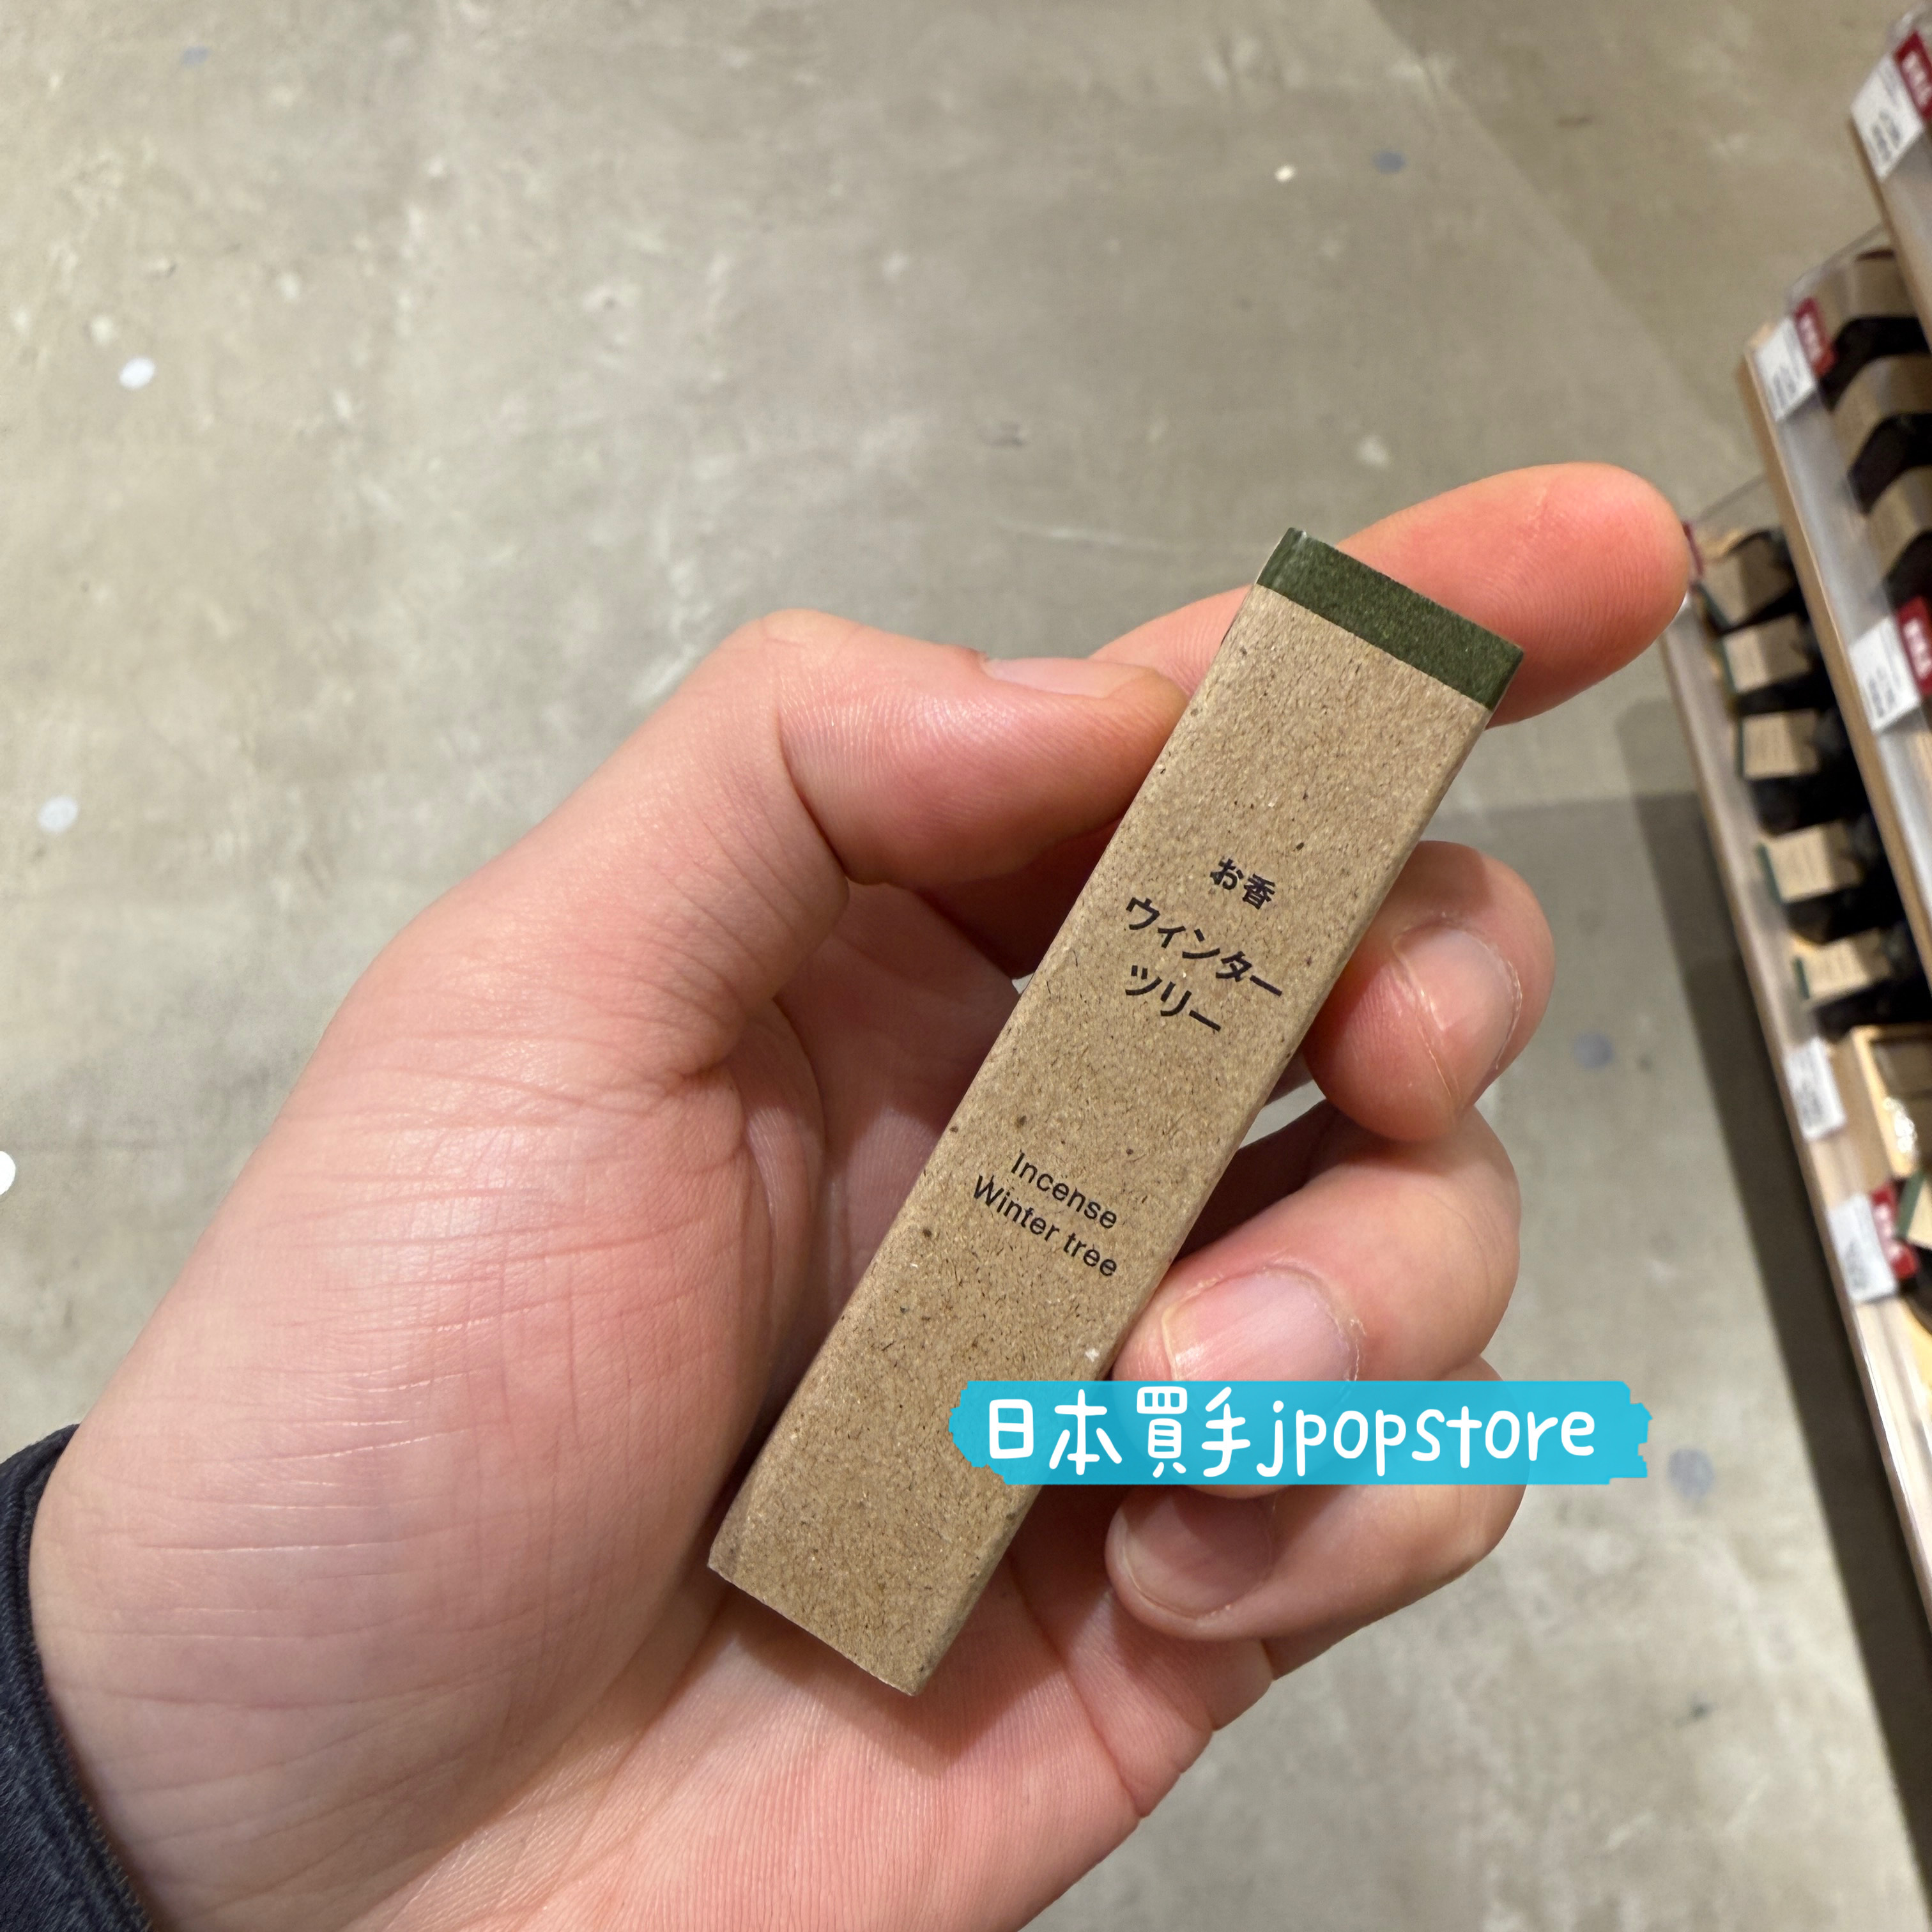 お香
ウィンター
ツリー
Incense
Winter tree
日本買手jpopstore